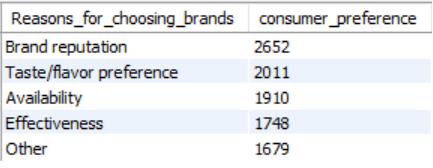 Reasons_for_choosing_brands consumer_preference
Brand reputation 2652
Taste/flavor preference 2011
Availability 1910
Effectiveness 1748
Other 1679